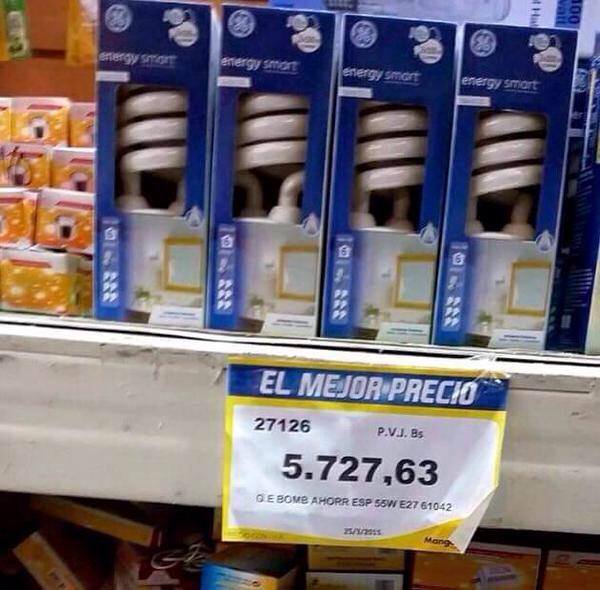 energy smart
energy smart
energy smart
energy smart
EL MEJOR PRECIO
27126
P.V.J. Bs
5.727,63
G.E BOMB AHORR ESP 55W E27 61042
25/3/2015